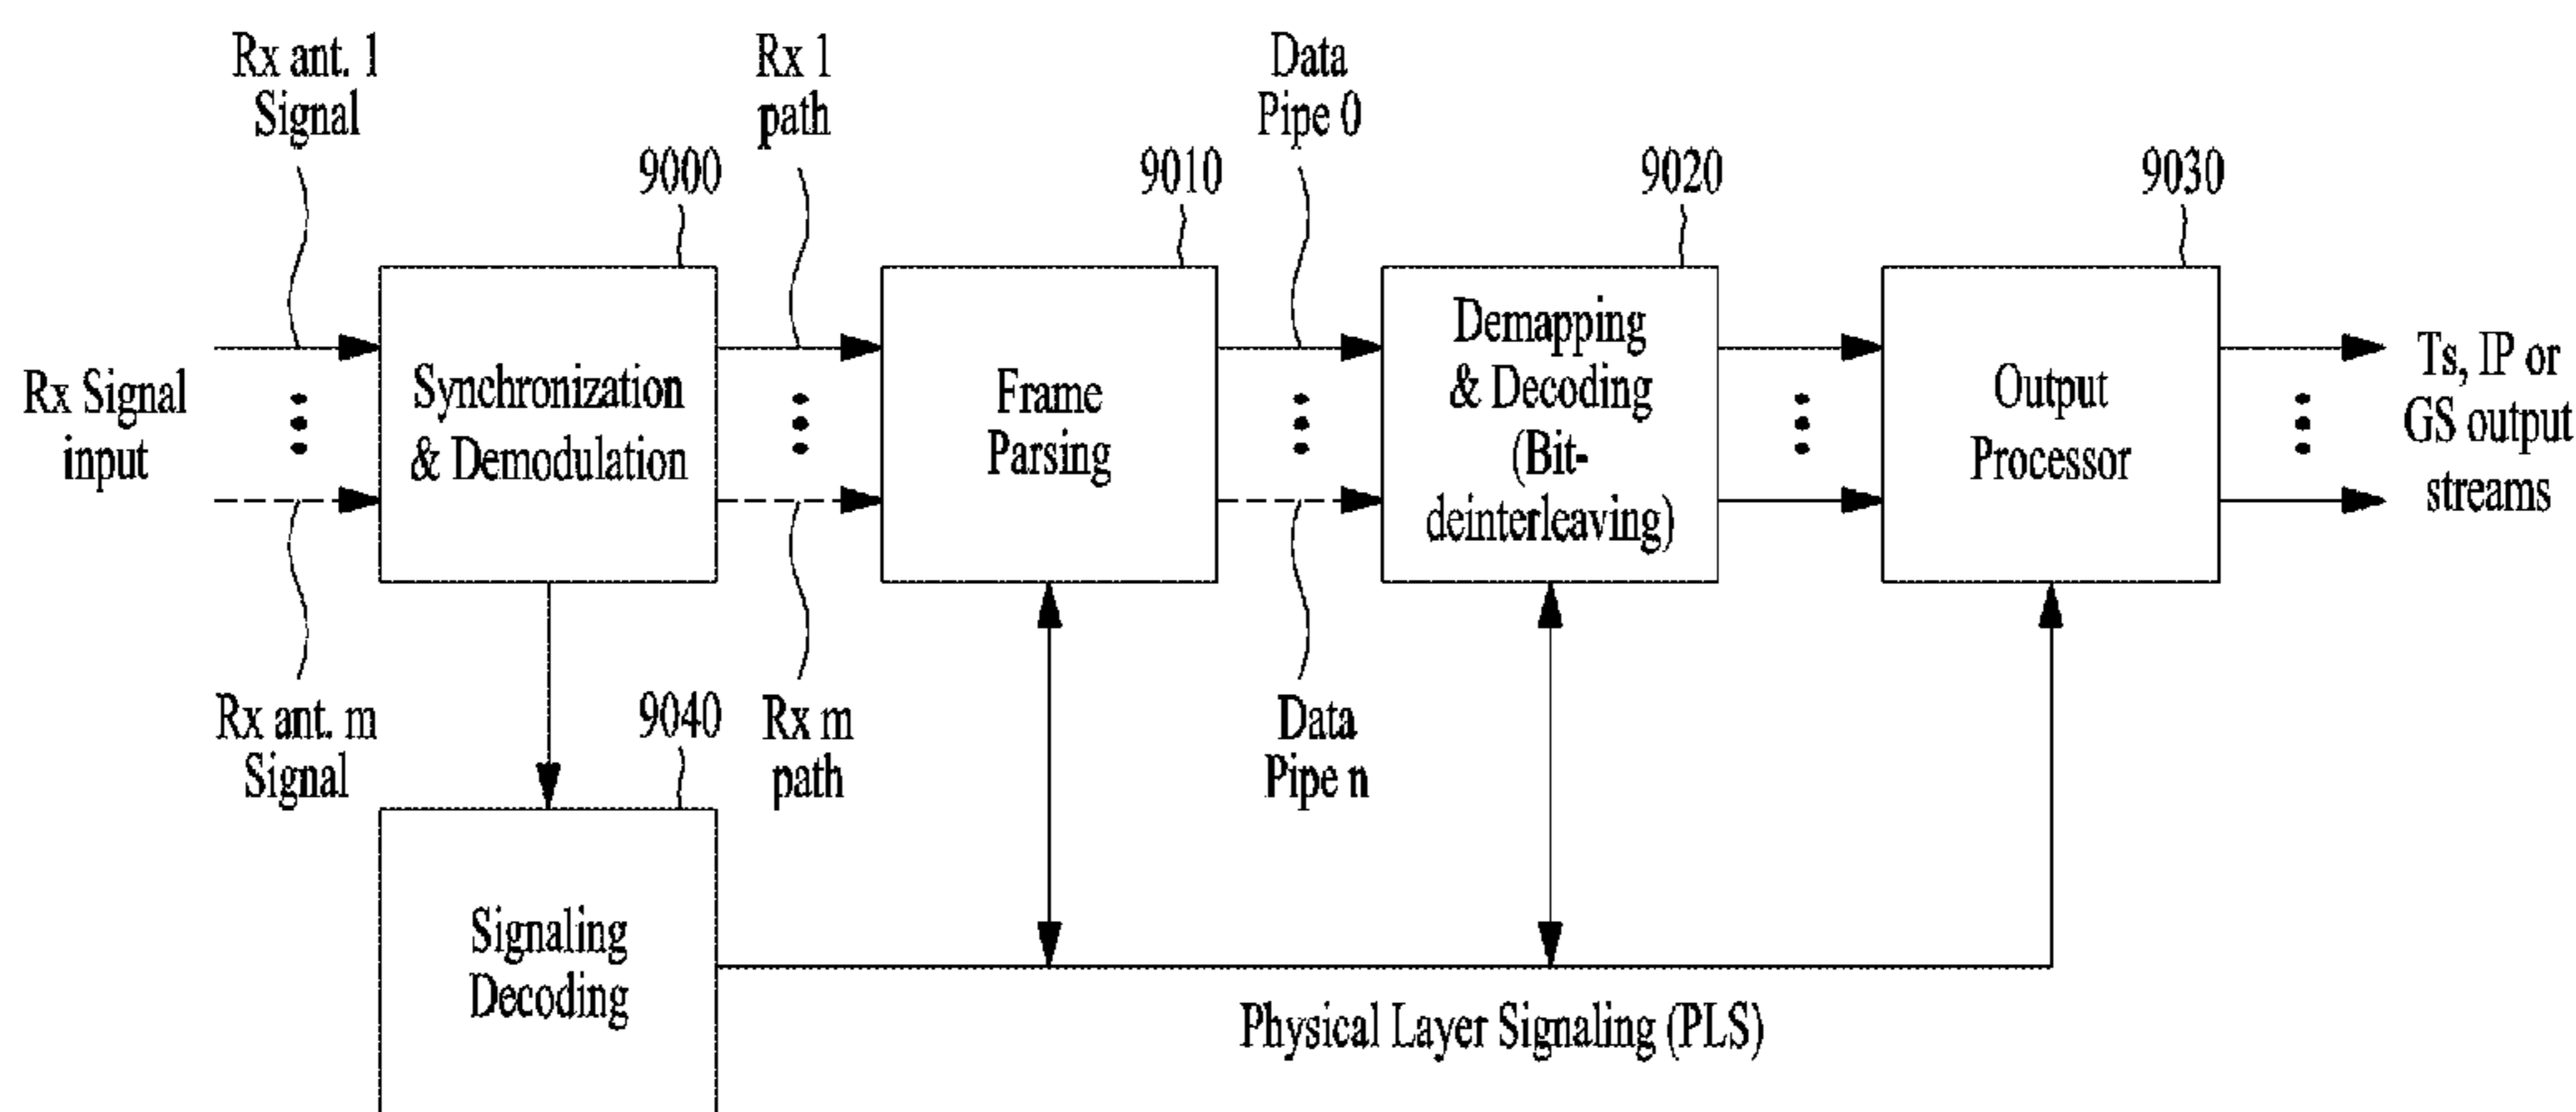 Rx ant. 1
Signal
Rx 1
path
Data
Pipe 0
9000
9010
9020
9030
Rx Signal
input
Synchronization
& Demodulation
Frame
Parsing
Demapping
& Decoding
(Bit-
deinterleaving)
Output
Processor
Ts, IP or
GS output
streams
Rx ant. m
Signal
9040
Rx m
path
Data
Pipe n
Signaling
Decoding
Physical Layer Signaling (PLS)